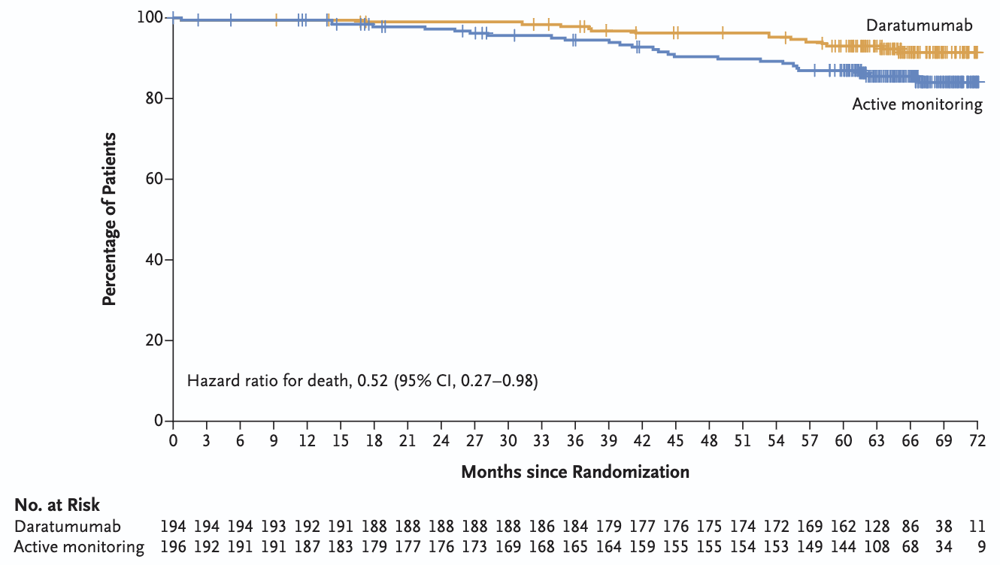 100
Daratumumab
80
Active monitoring
60
40
20
0
Percentage of Patients
Hazard ratio for death, 0.52 (95% CI, 0.27–0.98)
0 3 6 9 12 15 18 21 24 27 30 33 36 39 42 45 48 51 54 57 60 63 66 69 72
Months since Randomization
No. at Risk
Daratumumab 194 194 194 193 192 191 188 188 188 188 188 186 184 179 177 176 175 174 172 169 162 128 86 38 11
Active monitoring 196 192 191 191 187 183 179 177 176 173 169 168 165 164 159 155 155 154 153 149 144 108 68 34 9